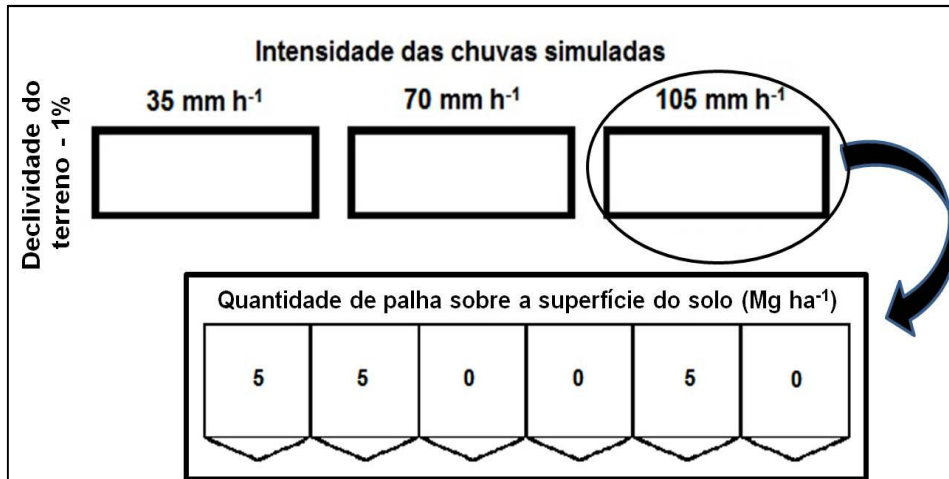 Intensidade das chuvas simuladas
35 mm h⁻¹ 70 mm h⁻¹ 105 mm h⁻¹
Declividade do
terreno - 1%
Quantidade de palha sobre a superfície do solo (Mg ha⁻¹)
5 5 0 0 5 0